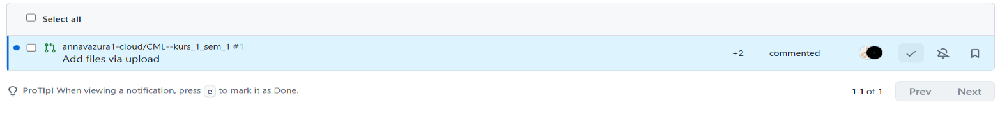 Select all
annavazura1-cloud/CML--kurs_1_sem_1 #1
Add files via upload
+2
commented
ProTip! When viewing a notification, press e to mark it as Done.
1-1 of 1
Prev
Next